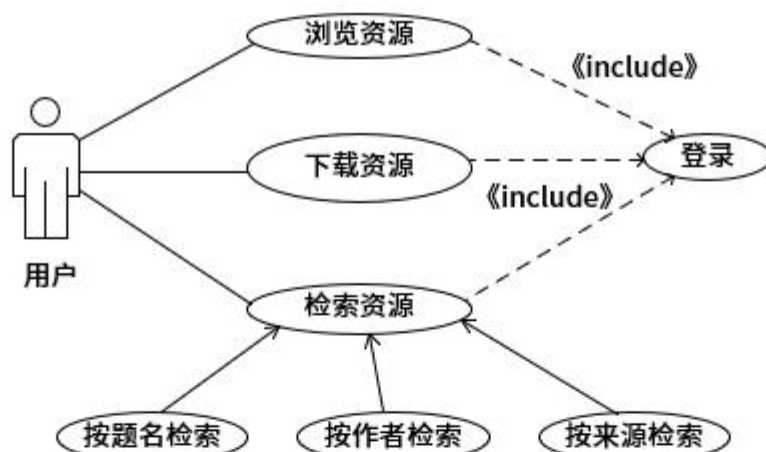 浏览资源
《include》
下载资源
登录
《include》
用户
检索资源
按题名检索
按作者检索
按来源检索